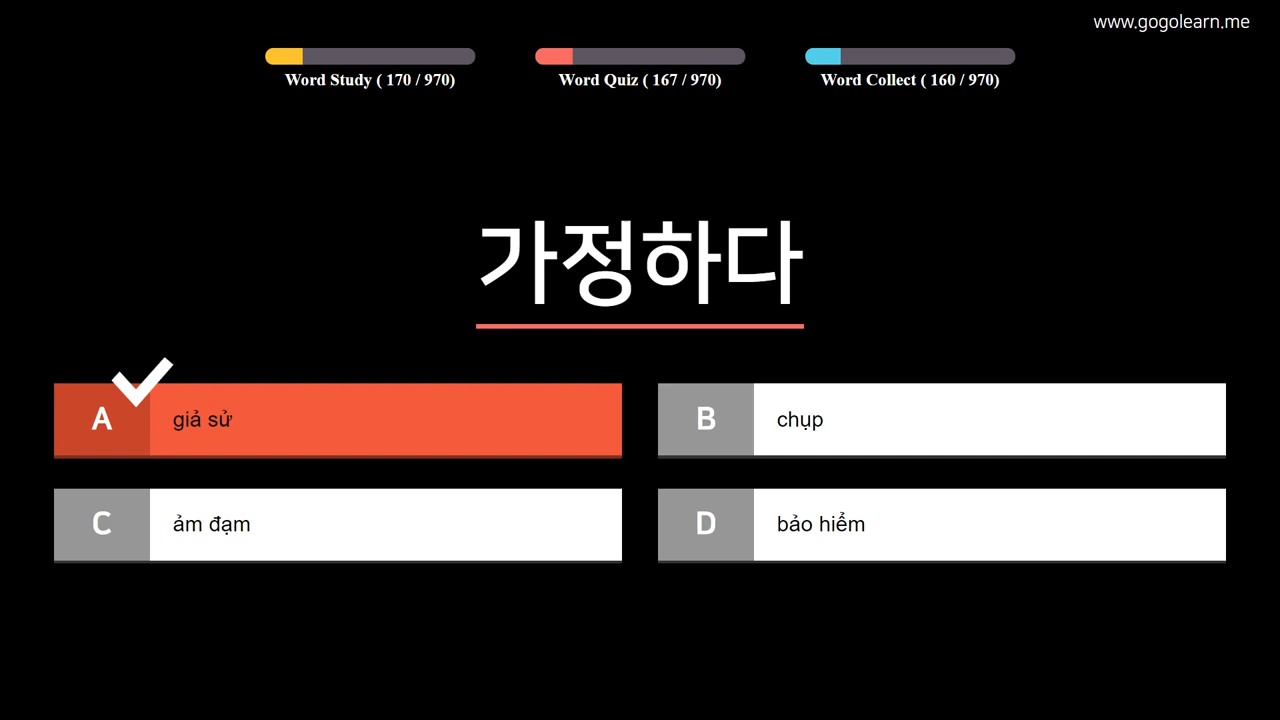 www.gogolearn.me
Word Study ( 170 / 970)
Word Quiz ( 167 / 970)
Word Collect ( 160 / 970)
가정하다
A giả sử
B chụp
C ảm đạm
D bảo hiểm